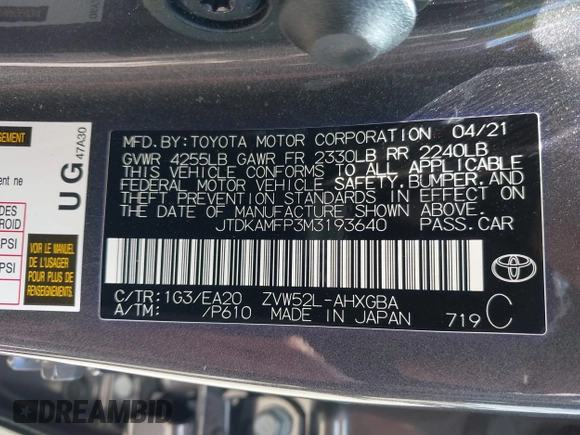 MFD. BY: TOYOTA MOTOR CORPORATION 04/21
GVWR 4255LB GAWR FR 2330LB RR 2240LB
THIS VEHICLE CONFORMS TO ALL APPLICABLE
FEDERAL MOTOR VEHICLE SAFETY, BUMPER, AND
THEFT PREVENTION STANDARDS IN EFFECT ON
THE DATE OF MANUFACTURE SHOWN ABOVE.
JTDKAMFP3M3193640 PASS. CAR
TOYOTA
C/TR: 1G3/EA20 ZVW52L-AHXGBA
A/TM: /P610 MADE IN JAPAN 719 C
UG
47A30
VOIR LE MANUEL
DE L'USAGER
POUR PLUS DE
RENSEIGNEMENTS
DREAMBID